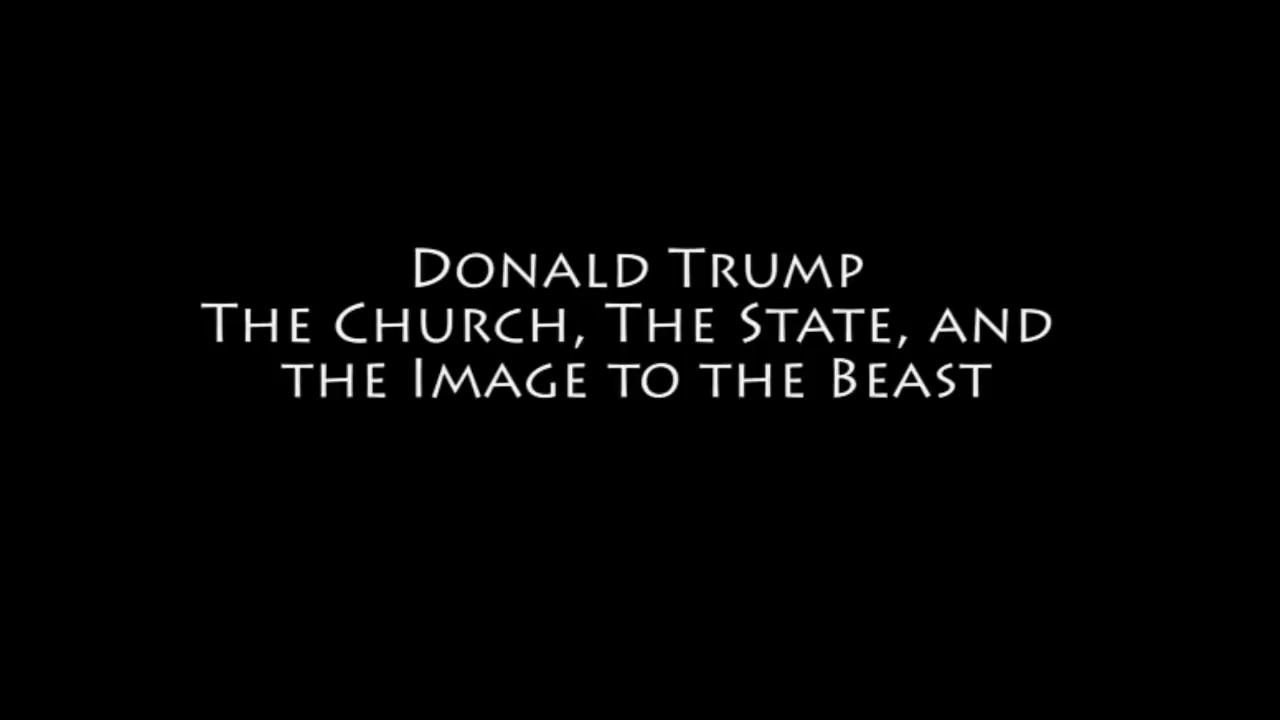 Donald Trump
The Church, The State, and
the Image to the Beast